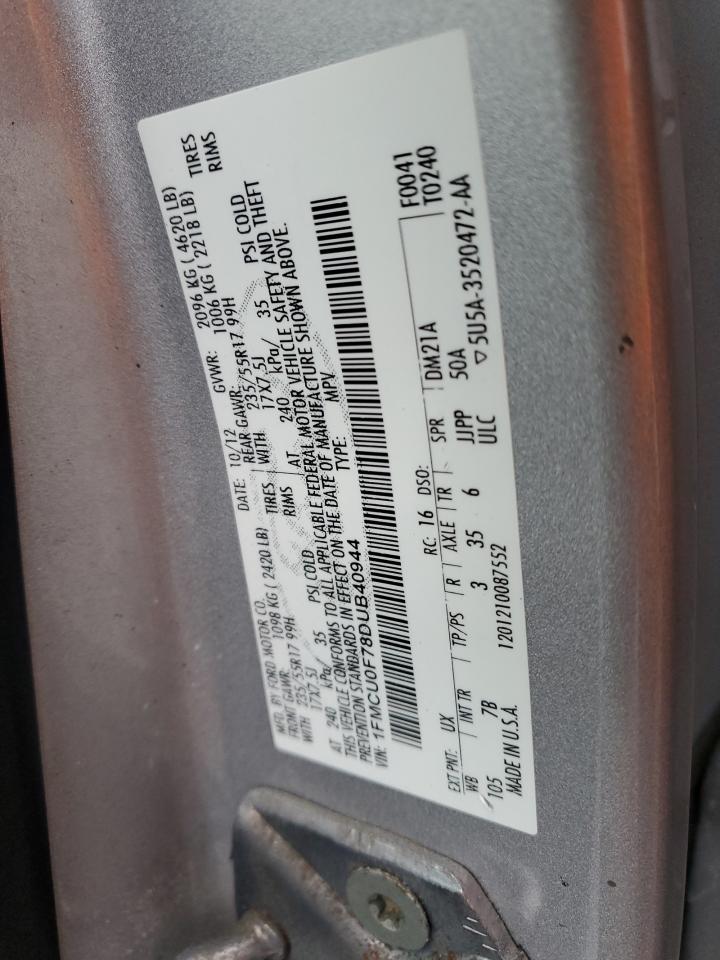 MFD. BY FORD MOTOR CO.
DATE: 10/12 GVWR: 2096 KG ( 4620 LB)
FRONT GAWR: 1098 KG ( 2420 LB) REAR GAWR: 1006 KG ( 2218 LB)
WITH 235/55R17 99H TIRES WITH 235/55R17 99H TIRES
17X7.5J RIMS 17X7.5J RIMS
AT 240 kPa/ 35 PSI COLD AT 240 kPa/ 35 PSI COLD
THIS VEHICLE CONFORMS TO ALL APPLICABLE FEDERAL MOTOR VEHICLE SAFETY AND THEFT
PREVENTION STANDARDS IN EFFECT ON THE DATE OF MANUFACTURE SHOWN ABOVE.
VIN: 1FMCU0F78DUB40944 TYPE: MPV
F0041
T0240
EXT PNT: UX RC: 16 DSO: DM21A
WB INT TR TP/PS R AXLE TR SPR
105 7B 3 35 6 JJPP 50A
MADE IN U.S.A. 1201210087552 ULC ▽5U5A-3520472-AA